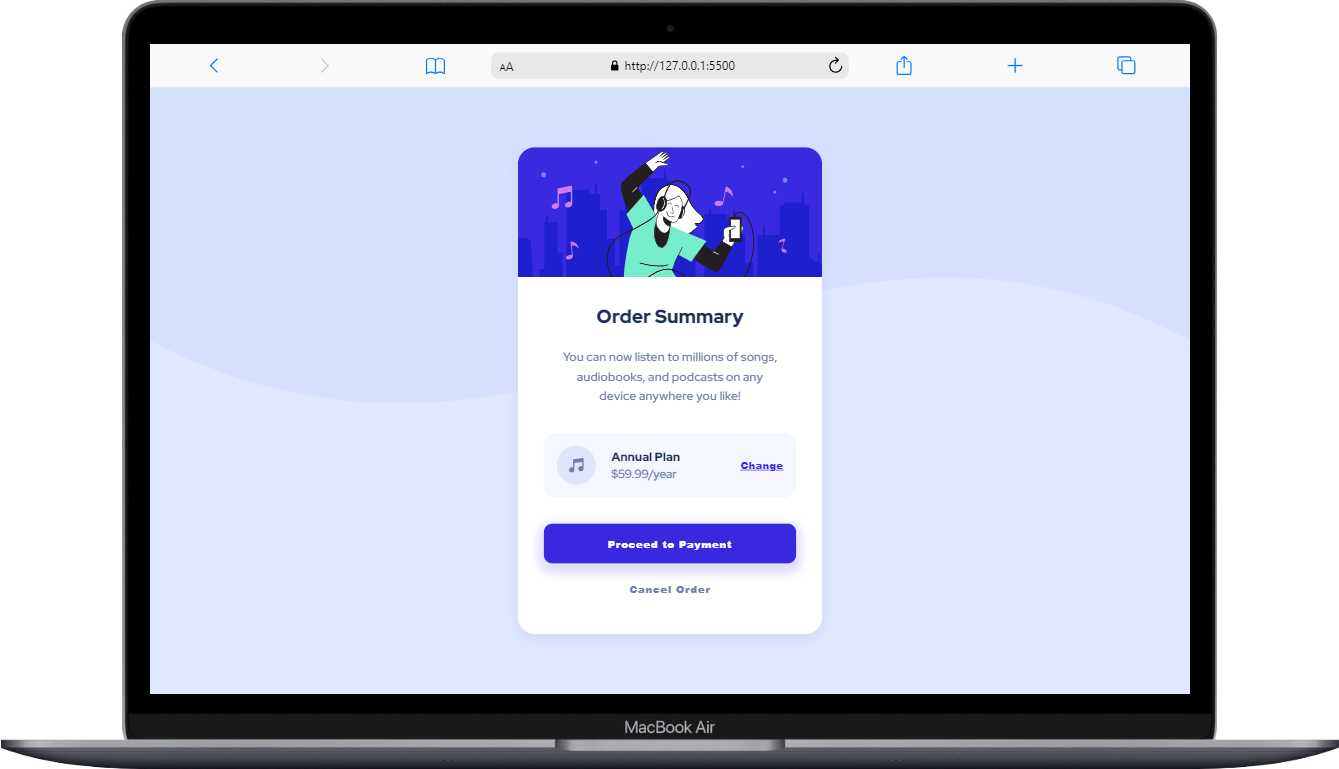 AA
http://127.0.0.1:5500
Order Summary
You can now listen to millions of songs,
audiobooks, and podcasts on any
device anywhere you like!
Annual Plan
$59.99/year
Change
Proceed to Payment
Cancel Order
MacBook Air